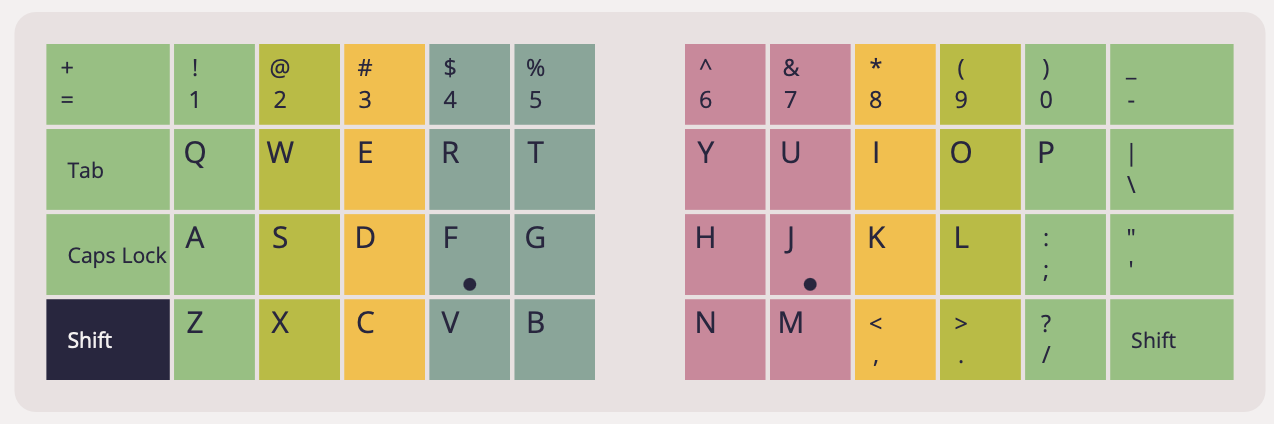 + ! @ # $ % ^ & * ( ) _
= 1 2 3 4 5 6 7 8 9 0 -
Tab Q W E R T Y U I O P |
\
Caps Lock A S D F G H J K L : "
; '
Shift Z X C V B N M < > ? Shift
, . /